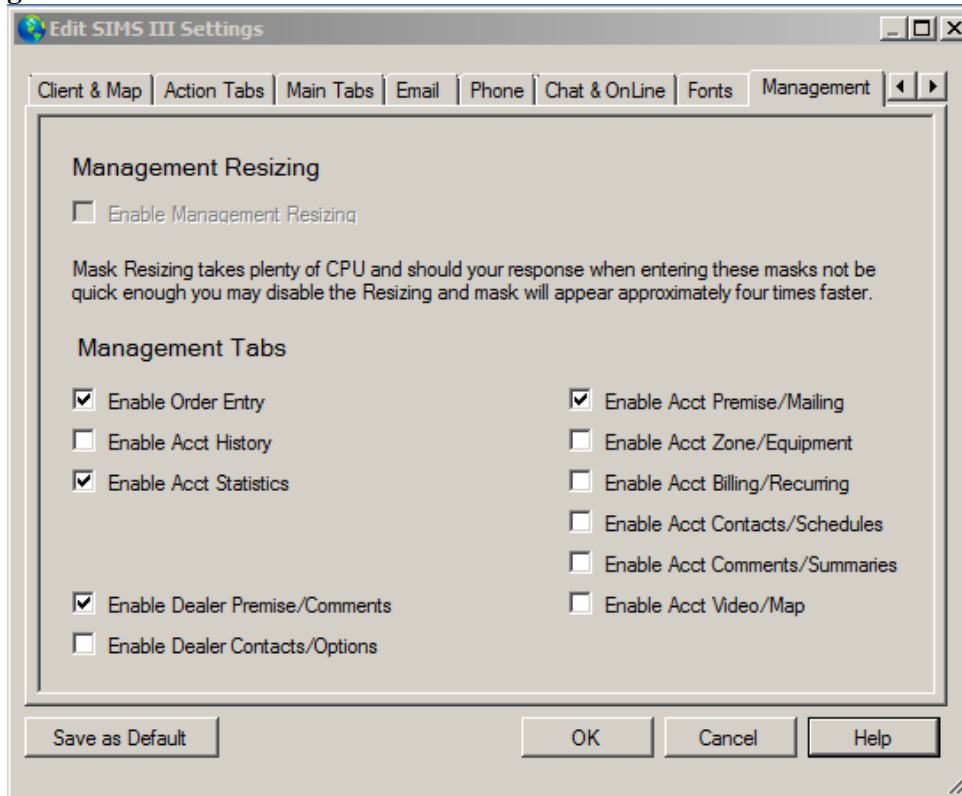 Edit SIMS III Settings
Client & Map Action Tabs Main Tabs Email Phone Chat & OnLine Fonts Management
Management Resizing
Enable Management Resizing
Mask Resizing takes plenty of CPU and should your response when entering these masks not be
quick enough you may disable the Resizing and mask will appear approximately four times faster.
Management Tabs
Enable Order Entry
Enable Acct History
Enable Acct Statistics
Enable Dealer Premise/Comments
Enable Dealer Contacts/Options
Enable Acct Premise/Mailing
Enable Acct Zone/Equipment
Enable Acct Billing/Recurring
Enable Acct Contacts/Schedules
Enable Acct Comments/Summaries
Enable Acct Video/Map
Save as Default OK Cancel Help